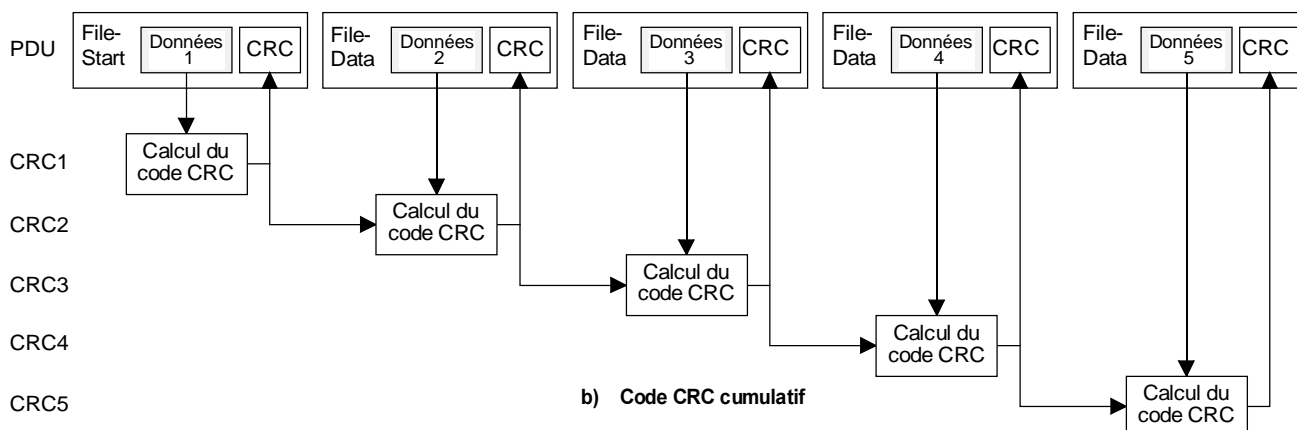 PDU
File-
Start
Données
1
CRC
File-
Data
Données
2
CRC
File-
Data
Données
3
CRC
File-
Data
Données
4
CRC
File-
Data
Données
5
CRC
CRC1
Calcul du
code CRC
CRC2
Calcul du
code CRC
CRC3
Calcul du
code CRC
CRC4
Calcul du
code CRC
b) Code CRC cumulatif
CRC5
Calcul du
code CRC